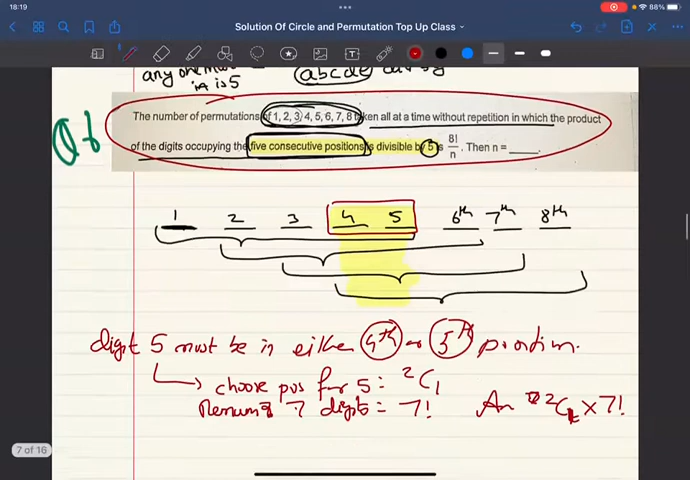 18:19
88%
Solution Of Circle and Permutation Top Up Class
any one
is 5
abcde
by
Q6
The number of permutations of 1, 2, 3, 4, 5, 6, 7, 8 taken all at a time without repetition in which the product
of the digits occupying the five consecutive positions is divisible by 5 is 8!/n. Then n = ____.
1 2 3 4 5 6th 7th 8th
digit 5 must be in either 4th or 5th position.
choose pos for 5 = ²C₁
7 digits = 7!
²C₁ × 7!
7 of 16